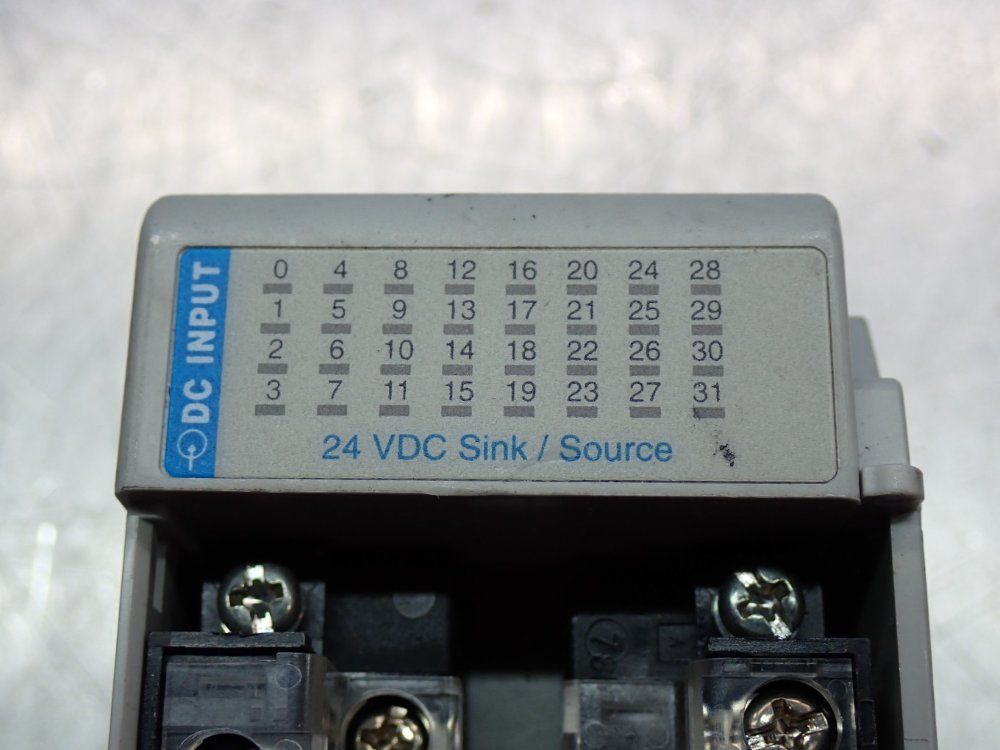 DC INPUT
0 4 8 12 16 20 24 28
1 5 9 13 17 21 25 29
2 6 10 14 18 22 26 30
3 7 11 15 19 23 27 31
24 VDC Sink / Source